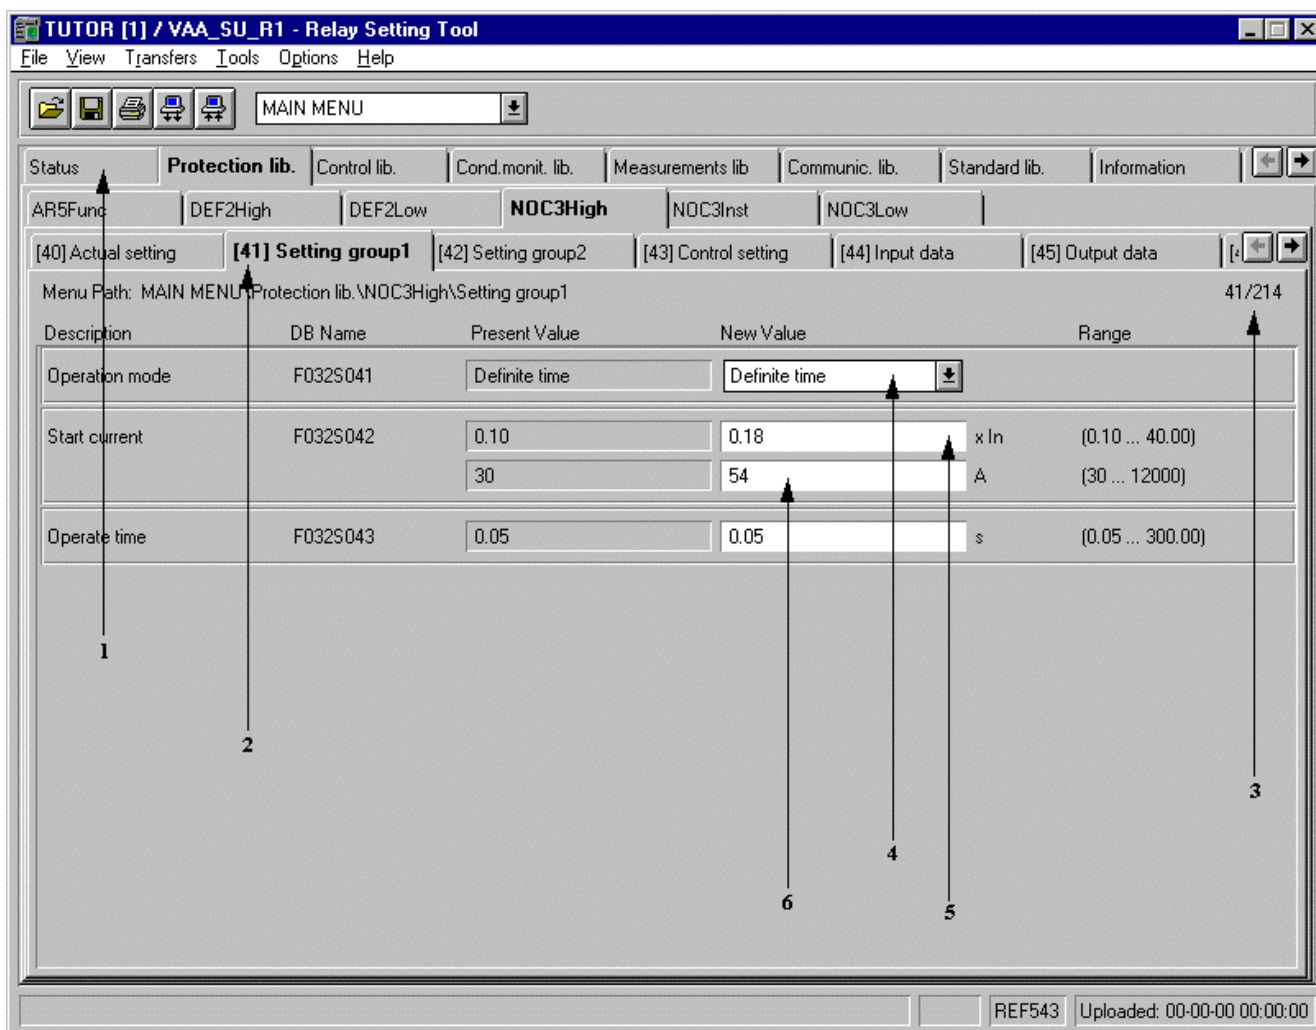 TUTOR [1] / VAA_SU_R1 - Relay Setting Tool
File View Transfers Tools Options Help
MAIN MENU
Status Protection lib. Control lib. Cond.monit. lib. Measurements lib Communic. lib. Standard lib. Information
AR5Func DEF2High DEF2Low NOC3High NOC3Inst NOC3Low
[40] Actual setting [41] Setting group1 [42] Setting group2 [43] Control setting [44] Input data [45] Output data
Menu Path: MAIN MENU\Protection lib.\NOC3High\Setting group1 41/214
Description DB Name Present Value New Value Range
Operation mode F032S041 Definite time Definite time
Start current F032S042 0.10 0.18 x In (0.10 ... 40.00)
30 54 A (30 ... 12000)
Operate time F032S043 0.05 0.05 s (0.05 ... 300.00)
1
2
3
4
6 5
REF543 Uploaded: 00-00-00 00:00:00